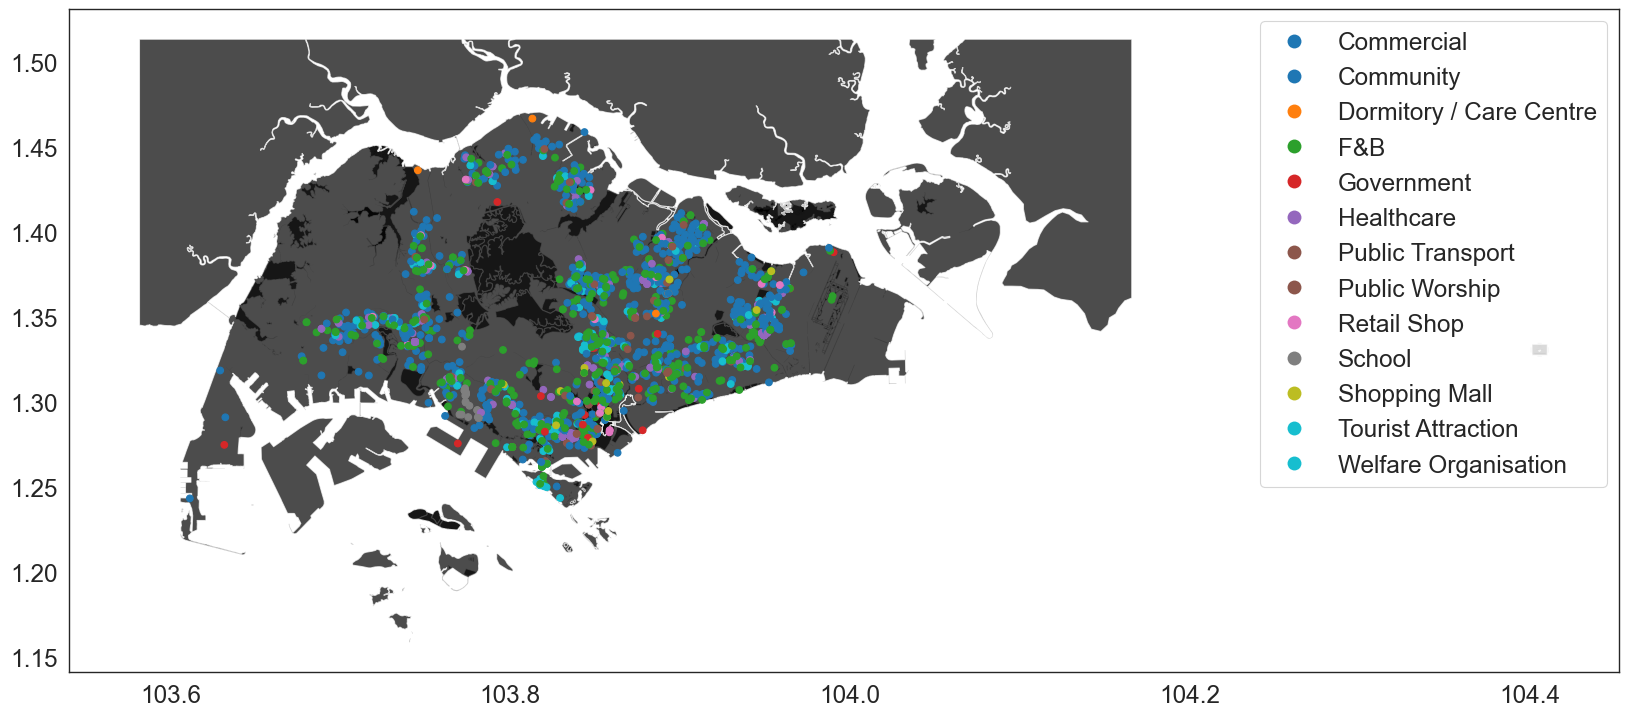 1.50
1.45
1.40
1.35
1.30
1.25
1.20
1.15
103.6
103.8
104.0
104.2
104.4
Commercial
Community
Dormitory / Care Centre
F&B
Government
Healthcare
Public Transport
Public Worship
Retail Shop
School
Shopping Mall
Tourist Attraction
Welfare Organisation